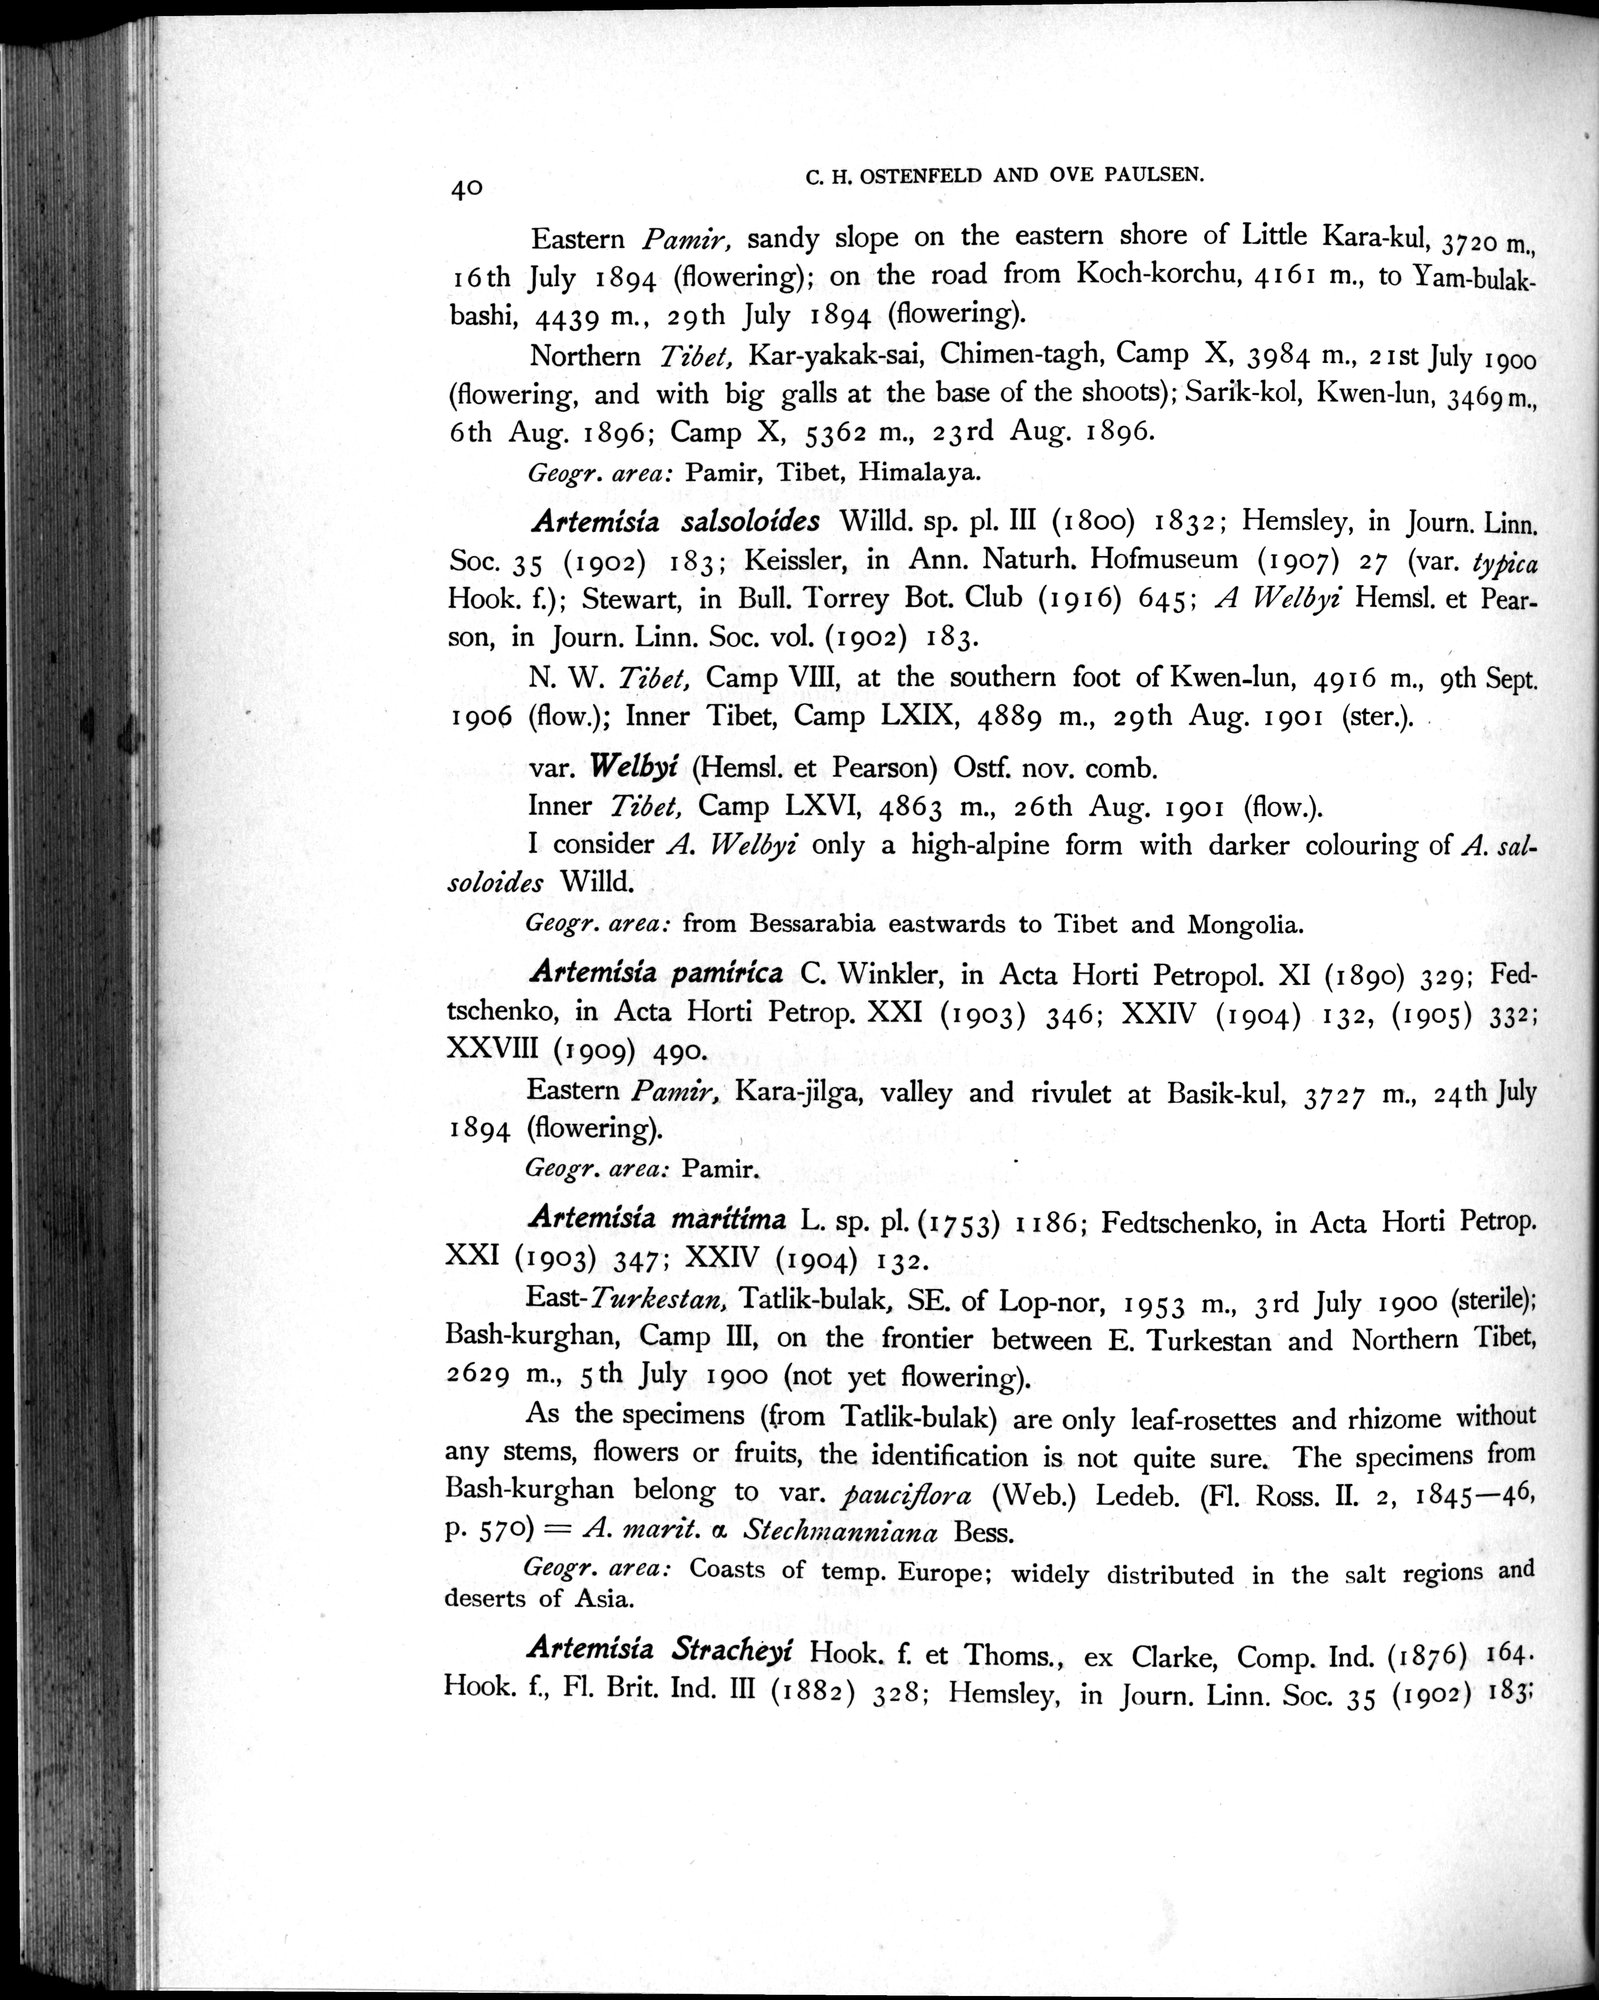 40
C. H. OSTENFELD AND OVE PAULSEN.
Eastern Pamir, sandy slope on the eastern shore of Little Kara-kul, 3720 m.,
16th July 1894 (flowering); on the road from Koch-korchu, 4161 m., to Yam-bulak-
bashi, 4439 m., 29th July 1894 (flowering).
Northern Tibet, Kar-yakak-sai, Chimen-tagh, Camp X, 3984 m., 21st July 1900
(flowering, and with big galls at the base of the shoots); Sarik-kol, Kwen-lun, 3469 m.,
6th Aug. 1896; Camp X, 5362 m., 23rd Aug. 1896.
Geogr. area: Pamir, Tibet, Himalaya.
Artemisia salsoloides Willd. sp. pl. III (1800) 1832; Hemsley, in Journ. Linn.
Soc. 35 (1902) 183; Keissler, in Ann. Naturh. Hofmuseum (1907) 27 (var. typica
Hook. f.); Stewart, in Bull. Torrey Bot. Club (1916) 645; A Welbyi Hemsl. et Pear-
son, in Journ. Linn. Soc. vol. (1902) 183.
N. W. Tibet, Camp VIII, at the southern foot of Kwen-lun, 4916 m., 9th Sept.
1906 (flow.); Inner Tibet, Camp LXIX, 4889 m., 29th Aug. 1901 (ster.).
var. Welbyi (Hemsl. et Pearson) Ostf. nov. comb.
Inner Tibet, Camp LXVI, 4863 m., 26th Aug. 1901 (flow.).
I consider A. Welbyi only a high-alpine form with darker colouring of A. sal-
soloides Willd.
Geogr. area: from Bessarabia eastwards to Tibet and Mongolia.
Artemisia pamirica C. Winkler, in Acta Horti Petropol. XI (1890) 329; Fed-
tschenko, in Acta Horti Petrop. XXI (1903) 346; XXIV (1904) 132, (1905) 332;
XXVIII (1909) 490.
Eastern Pamir, Kara-jilga, valley and rivulet at Basik-kul, 3727 m., 24th July
1894 (flowering).
Geogr. area: Pamir.
Artemisia maritima L. sp. pl. (1753) 1186; Fedtschenko, in Acta Horti Petrop.
XXI (1903) 347; XXIV (1904) 132.
East-Turkestan, Tatlik-bulak, SE. of Lop-nor, 1953 m., 3rd July 1900 (sterile);
Bash-kurghan, Camp III, on the frontier between E. Turkestan and Northern Tibet,
2629 m., 5th July 1900 (not yet flowering).
As the specimens (from Tatlik-bulak) are only leaf-rosettes and rhizome without
any stems, flowers or fruits, the identification is not quite sure. The specimens from
Bash-kurghan belong to var. pauciflora (Web.) Ledeb. (Fl. Ross. II. 2, 1845—46,
p. 570) = A. marit. α Stechmanniana Bess.
Geogr. area: Coasts of temp. Europe; widely distributed in the salt regions and
deserts of Asia.
Artemisia Stracheyi Hook. f. et Thoms., ex Clarke, Comp. Ind. (1876) 164.
Hook. f., Fl. Brit. Ind. III (1882) 328; Hemsley, in Journ. Linn. Soc. 35 (1902) 183;